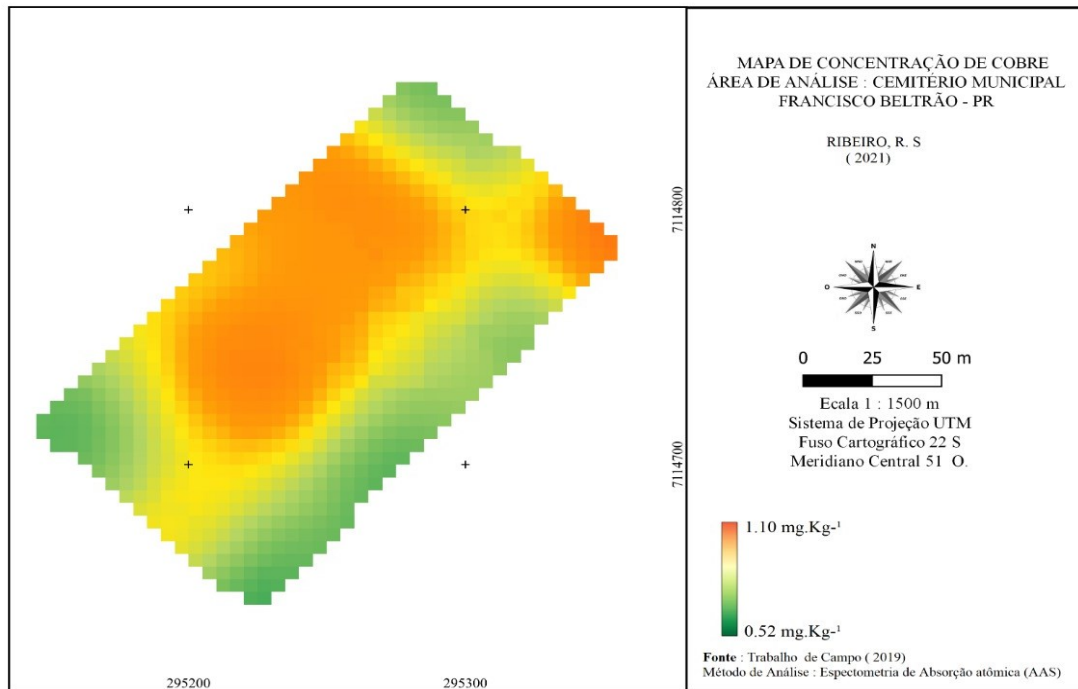 MAPA DE CONCENTRAÇÃO DE COBRE
ÁREA DE ANÁLISE : CEMITÉRIO MUNICIPAL
FRANCISCO BELTRÃO - PR
RIBEIRO, R. S
( 2021)
7114800
7114700
295200
295300
N
O
E
S
0 25 50 m
Ecala 1 : 1500 m
Sistema de Projeção UTM
Fuso Cartográfico 22 S
Meridiano Central 51 O.
1.10 mg.Kg-¹
0.52 mg.Kg-¹
Fonte : Trabalho de Campo ( 2019)
Método de Análise : Espectometria de Absorção atômica (AAS)